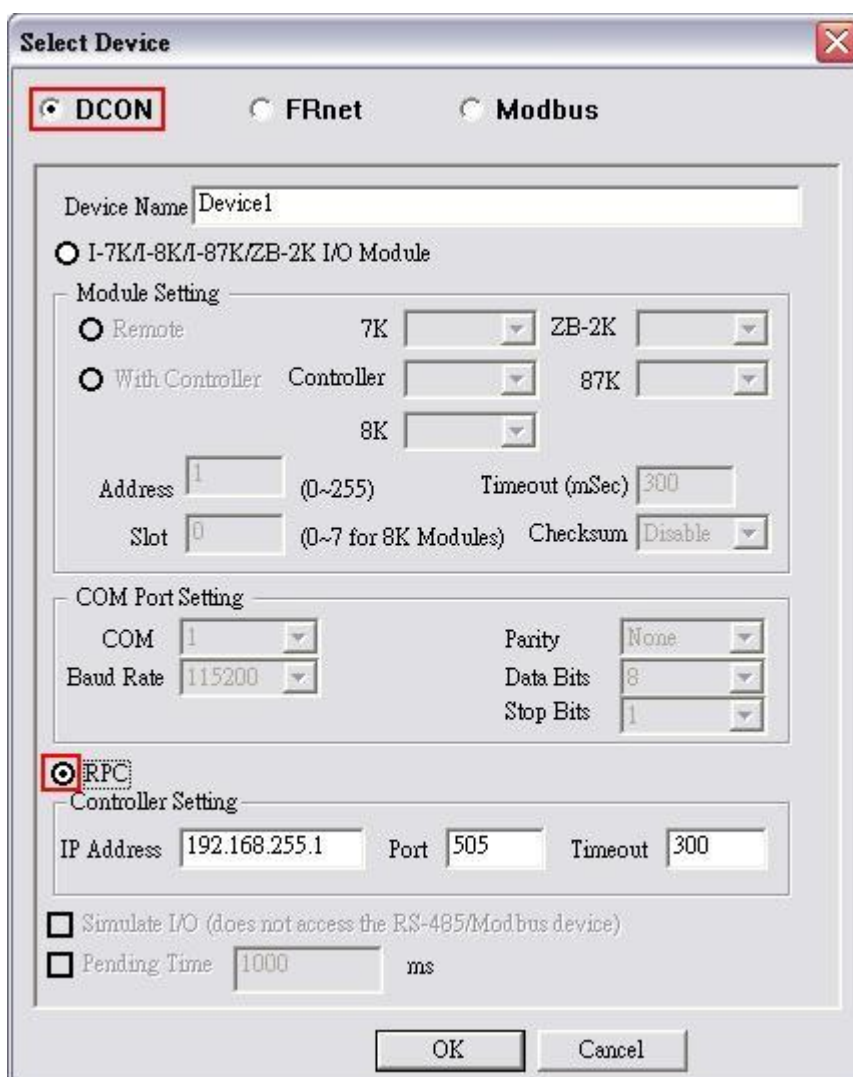 Select Device
DCON FRnet Modbus
Device Name Device1
I-7K/I-8K/I-87K/ZB-2K I/O Module
Module Setting
Remote 7K ZB-2K
With Controller Controller 87K
8K
Address 1 (0~255) Timeout (mSec) 300
Slot 0 (0~7 for 8K Modules) Checksum Disable
COM Port Setting
COM 1 Parity None
Baud Rate 115200 Data Bits 8
Stop Bits 1
RPC
Controller Setting
IP Address 192.168.255.1 Port 505 Timeout 300
Simulate I/O (does not access the RS-485/Modbus device)
Pending Time 1000 ms
OK Cancel